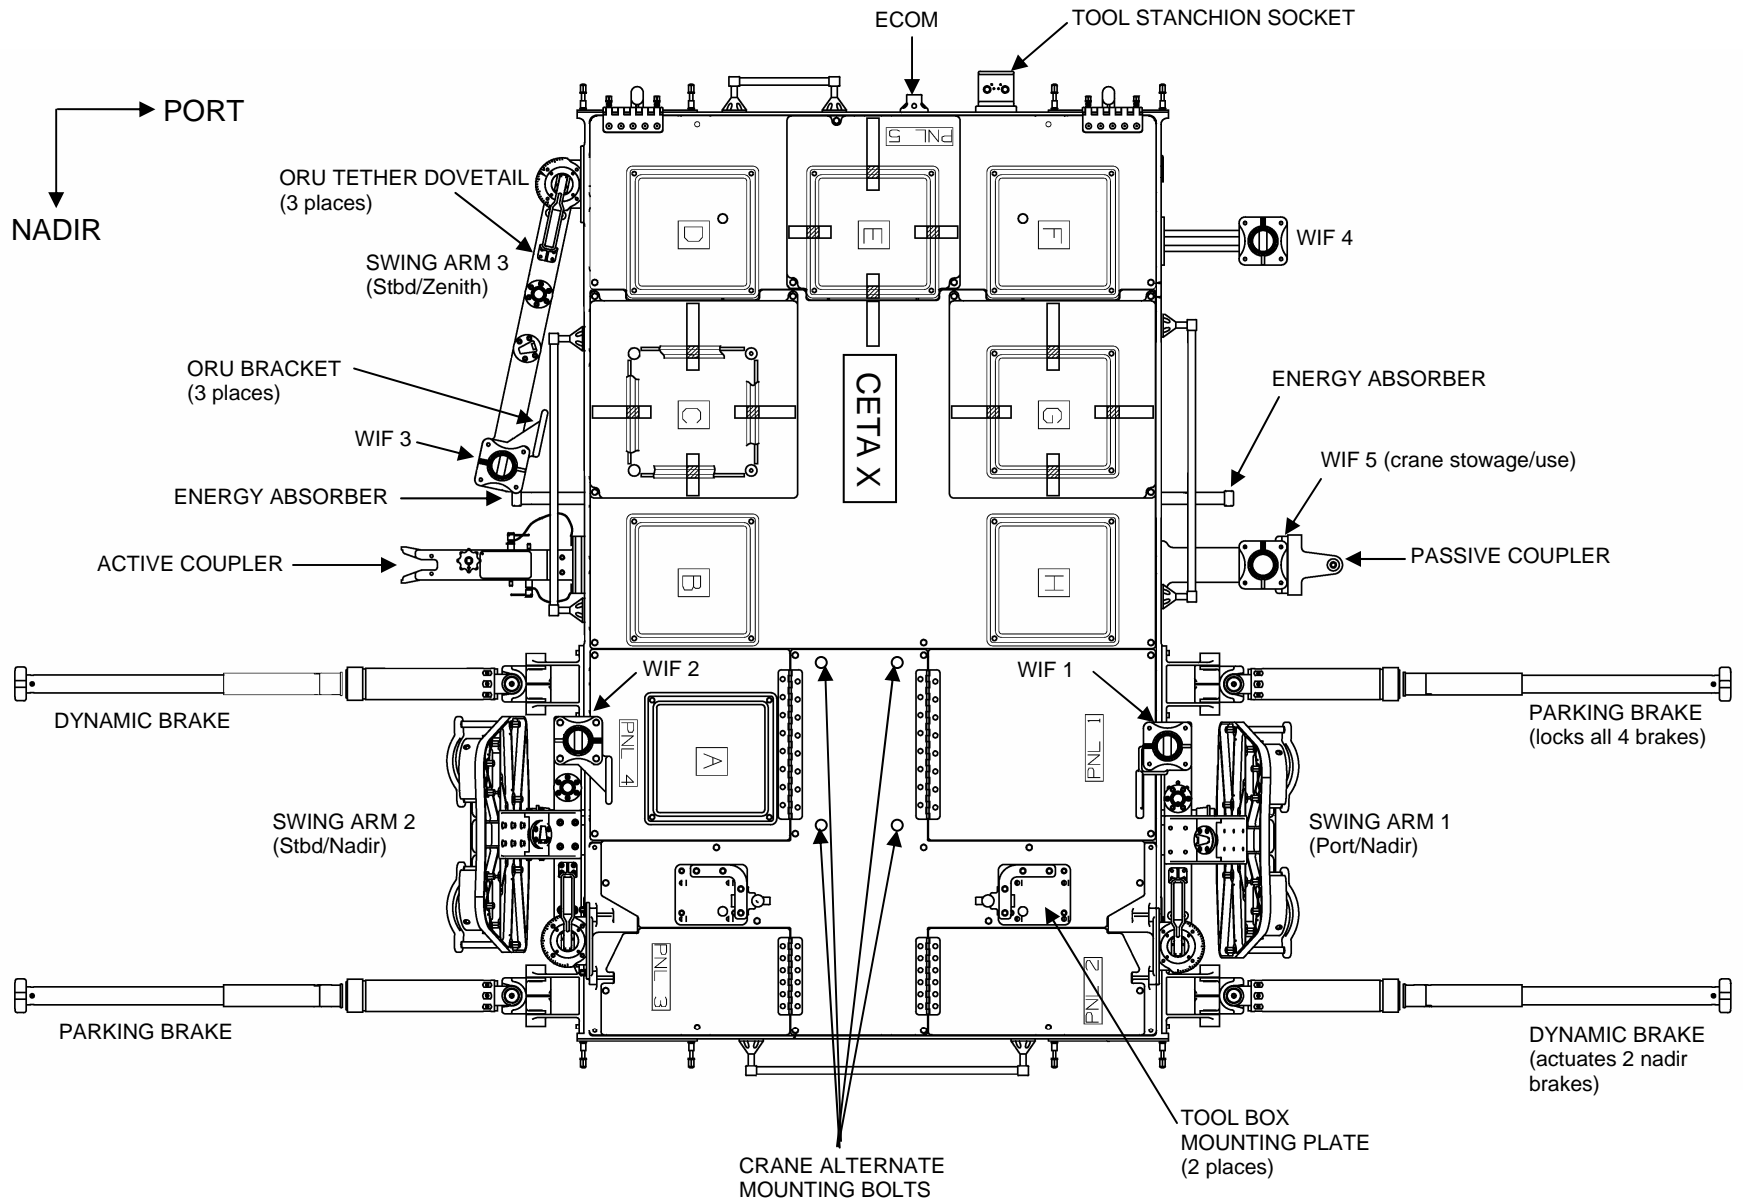 ECOM
TOOL STANCHION SOCKET
PORT
NADIR
PNL 5
ORU TETHER DOVETAIL
(3 places)
SWING ARM 3
(Stbd/Zenith)
D
E
F
WIF 4
ORU BRACKET
(3 places)
WIF 3
ENERGY ABSORBER
C
CETA X
G
ENERGY ABSORBER
WIF 5 (crane stowage/use)
ACTIVE COUPLER
B
H
PASSIVE COUPLER
WIF 2
WIF 1
DYNAMIC BRAKE
PARKING BRAKE
(locks all 4 brakes)
PNL 4
A
PNL 1
SWING ARM 2
(Stbd/Nadir)
SWING ARM 1
(Port/Nadir)
PNL 3
PNL 2
PARKING BRAKE
DYNAMIC BRAKE
(actuates 2 nadir
brakes)
TOOL BOX
MOUNTING PLATE
(2 places)
CRANE ALTERNATE
MOUNTING BOLTS